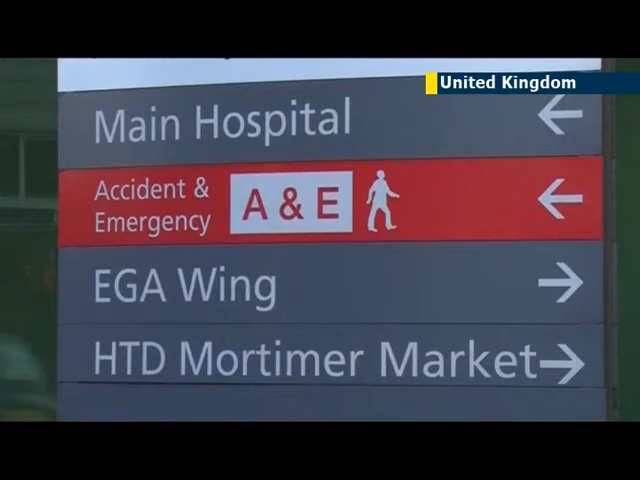 United Kingdom
Main Hospital
Accident &
Emergency
A & E
EGA Wing
HTD Mortimer Market